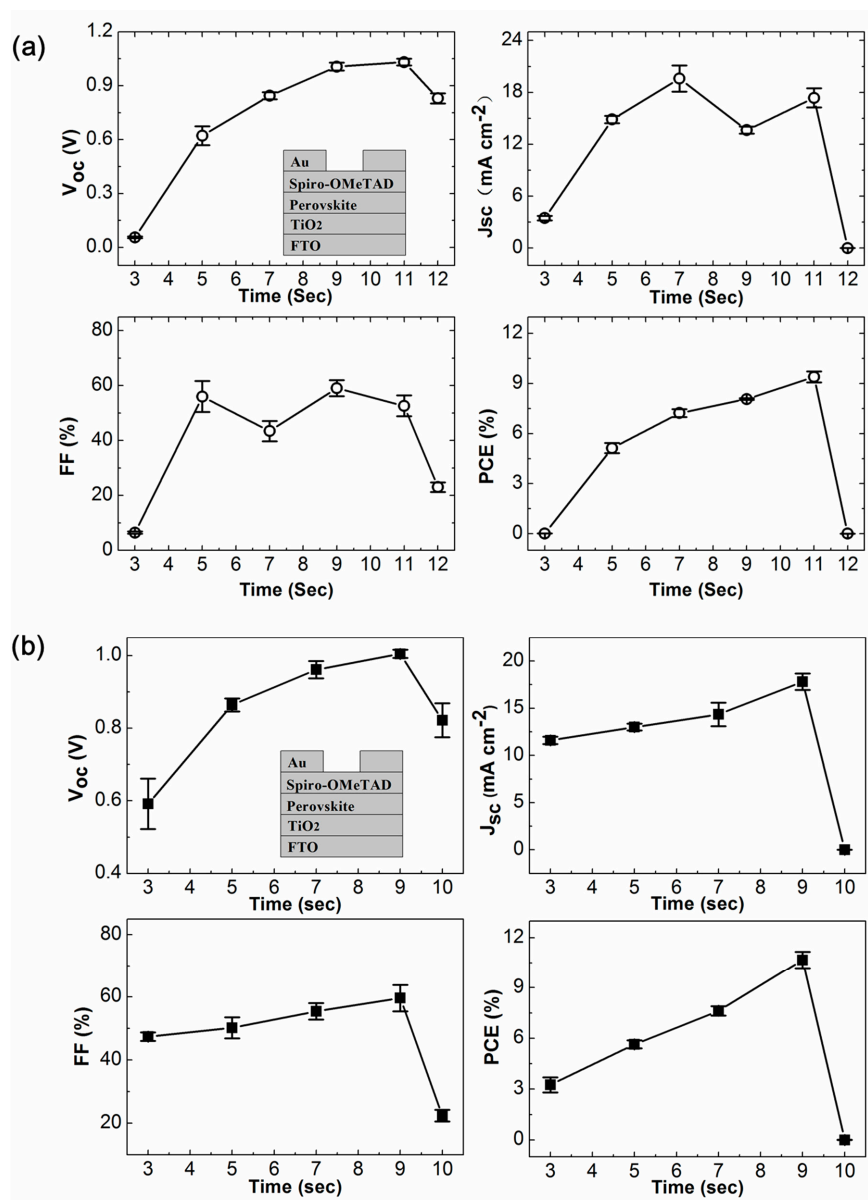 (a)
1.2
0.9
0.6
0.3
0.0
Voc (V)
Au
Spiro-OMeTAD
Perovskite
TiO2
FTO
3 4 5 6 7 8 9 10 11 12
Time (Sec)
24
18
12
6
0
Jsc（mA cm-2)
3 4 5 6 7 8 9 10 11 12
Time (Sec)
80
60
40
20
0
FF (%)
3 4 5 6 7 8 9 10 11 12
Time (Sec)
12
9
6
3
0
PCE (%)
3 4 5 6 7 8 9 10 11 12
Time (Sec)
(b)
1.0
0.8
0.6
0.4
Voc (V)
Au
Spiro-OMeTAD
Perovskite
TiO2
FTO
3 4 5 6 7 8 9 10
Time (sec)
20
15
10
5
0
Jsc (mA cm-2)
3 4 5 6 7 8 9 10
Time (sec)
80
60
40
20
FF (%)
3 4 5 6 7 8 9 10
Time (sec)
12
9
6
3
0
PCE (%)
3 4 5 6 7 8 9 10
Time (sec)